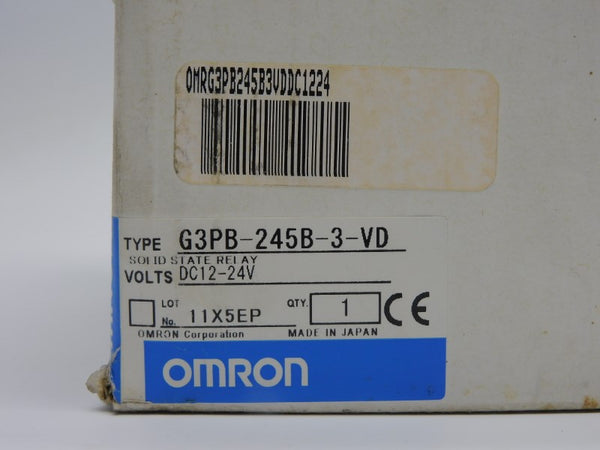 OMRG3PB245B3VDDC1224
TYPE G3PB-245B-3-VD
SOLID STATE RELAY
VOLTS DC12-24V
LOT No. 11X5EP QTY. 1 CE
OMRON Corporation MADE IN JAPAN
OMRON